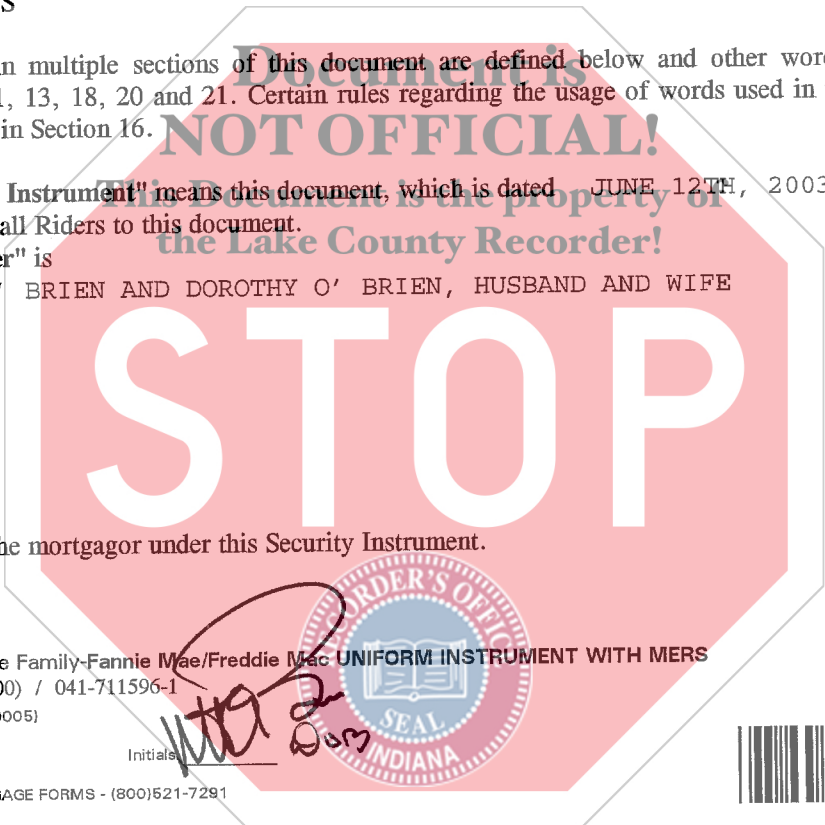 S
n multiple sections of this document are defined below and other wor
Document is
1, 13, 18, 20 and 21. Certain rules regarding the usage of words used in
in Section 16.
NOT OFFICIAL!
Instrument" means this document, which is dated JUNE 12TH, 2003
This Document is the property of
all Riders to this document.
the Lake County Recorder!
er" is
' BRIEN AND DOROTHY O' BRIEN, HUSBAND AND WIFE
STOP
he mortgagor under this Security Instrument.
RECORDER'S OFFIC
e Family-Fannie Mae/Freddie Mac UNIFORM INSTRUMENT WITH MERS
00) / 041-711596-1
0005)
SEAL
INDIANA
Initials
GAGE FORMS - (800)521-7291